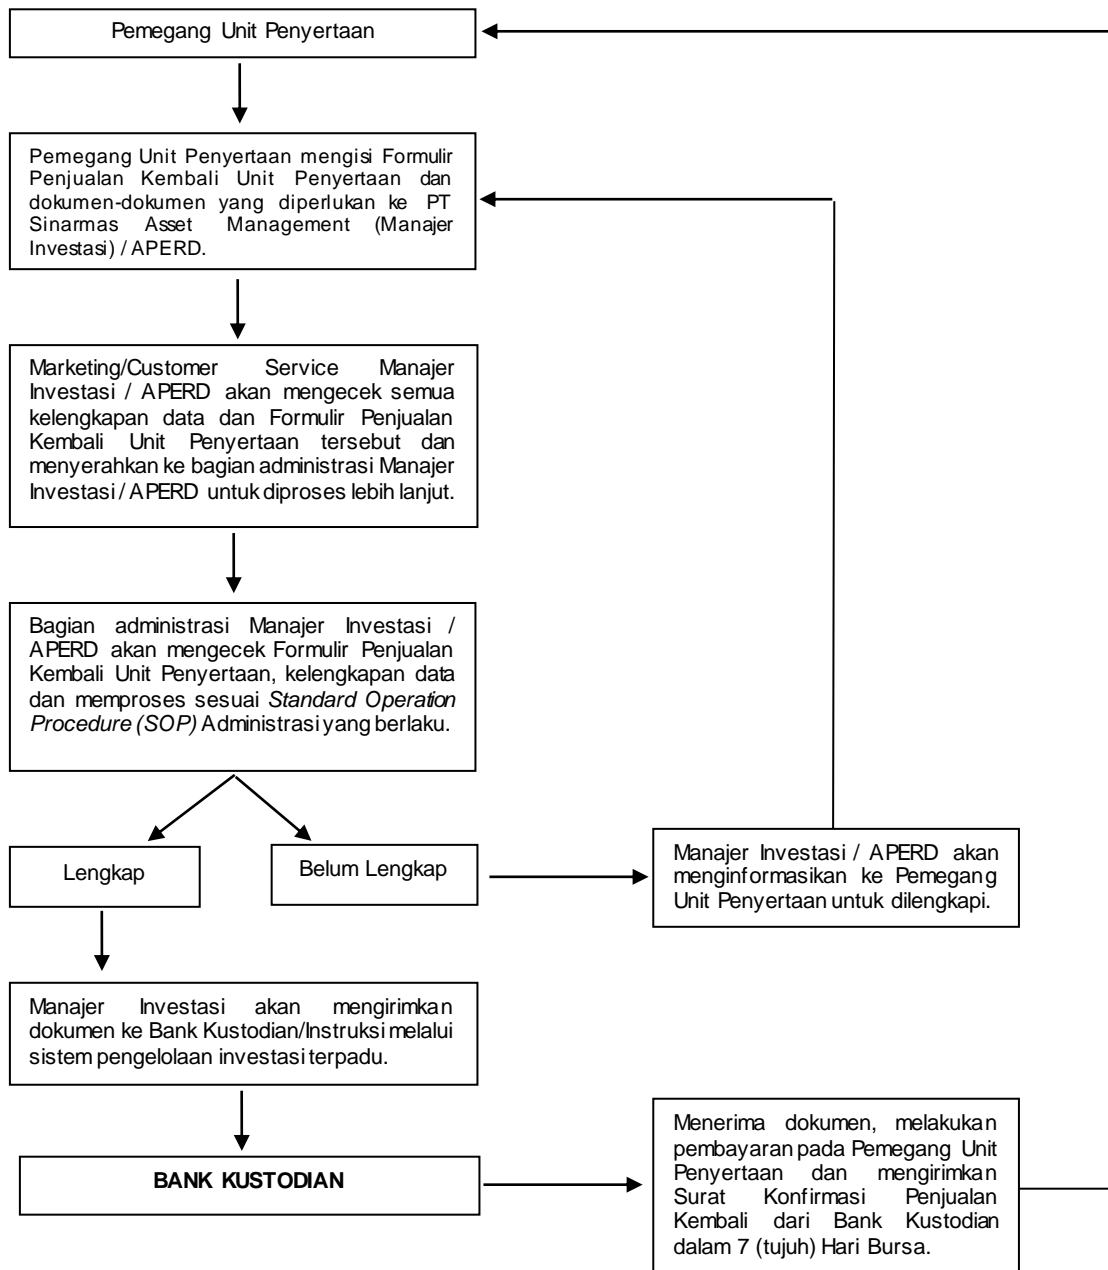 Pemegang Unit Penyertaan
Pemegang Unit Penyertaan mengisi Formulir
Penjualan Kembali Unit Penyertaan dan
dokumen-dokumen yang diperlukan ke PT
Sinarmas Asset Management (Manajer
Investasi) / APERD.
Marketing/Customer Service Manajer
Investasi / APERD akan mengecek semua
kelengkapan data dan Formulir Penjualan
Kembali Unit Penyertaan tersebut dan
menyerahkan ke bagian administrasi Manajer
Investasi / APERD untuk diproses lebih lanjut.
Bagian administrasi Manajer Investasi /
APERD akan mengecek Formulir Penjualan
Kembali Unit Penyertaan, kelengkapan data
dan memproses sesuai Standard Operation
Procedure (SOP) Administrasi yang berlaku.
Lengkap
Belum Lengkap
Manajer Investasi / APERD akan
menginformasikan ke Pemegang
Unit Penyertaan untuk dilengkapi.
Manajer Investasi akan mengirimkan
dokumen ke Bank Kustodian/Instruksi melalui
sistem pengelolaan investasi terpadu.
BANK KUSTODIAN
Menerima dokumen, melakukan
pembayaran pada Pemegang Unit
Penyertaan dan mengirimkan
Surat Konfirmasi Penjualan
Kembali dari Bank Kustodian
dalam 7 (tujuh) Hari Bursa.